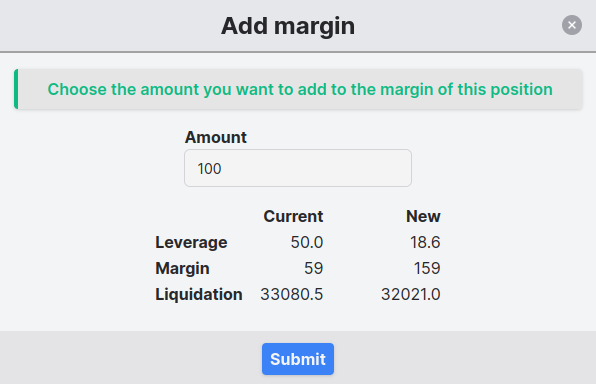 Add margin
Choose the amount you want to add to the margin of this position
Amount
100
Current New
Leverage 50.0 18.6
Margin 59 159
Liquidation 33080.5 32021.0
Submit